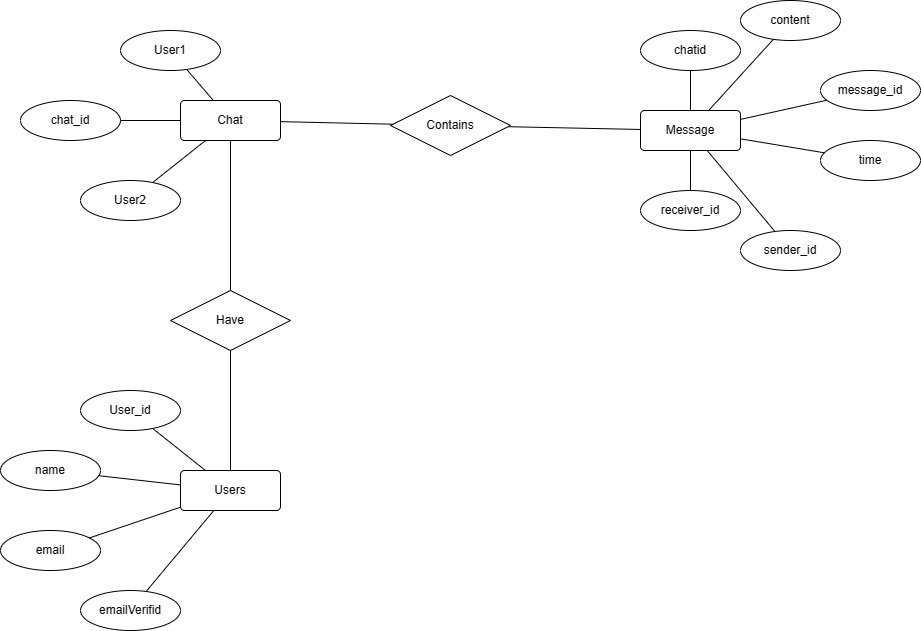 content
User1
chatid
message_id
chat_id
Chat
Contains
Message
time
User2
receiver_id
sender_id
Have
User_id
name
Users
email
emailVerifid